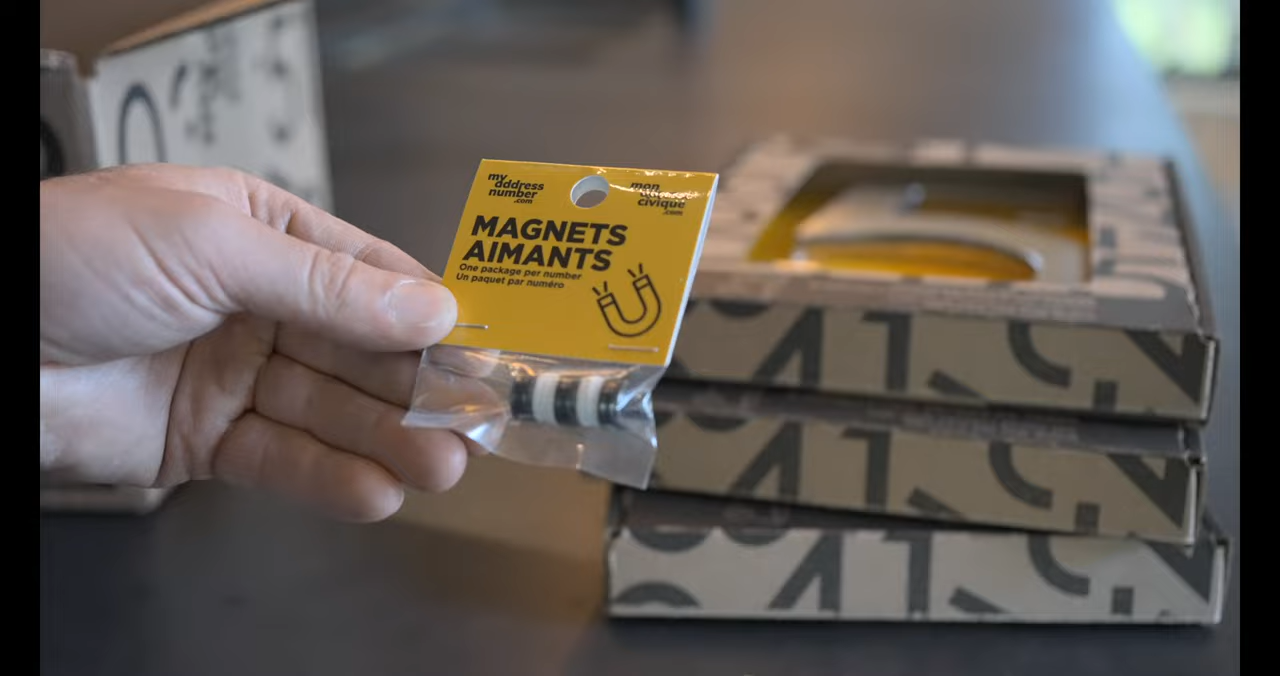 my
address
number
.com
mon
civique
.com
MAGNETS
AIMANTS
One package per number
Un paquet par numéro